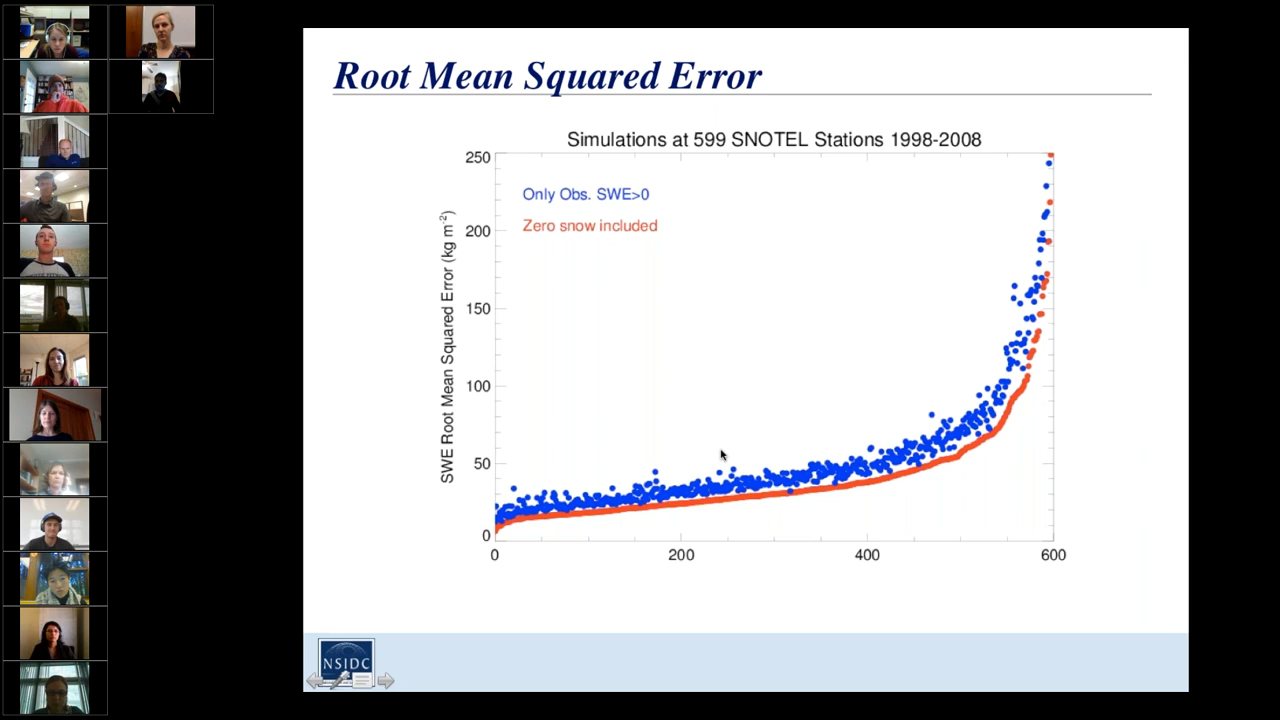 Root Mean Squared Error
Simulations at 599 SNOTEL Stations 1998-2008
250
Only Obs. SWE>0
Zero snow included
200
SWE Root Mean Squared Error (kg m⁻²)
150
100
50
0
0 200 400 600
NSIDC